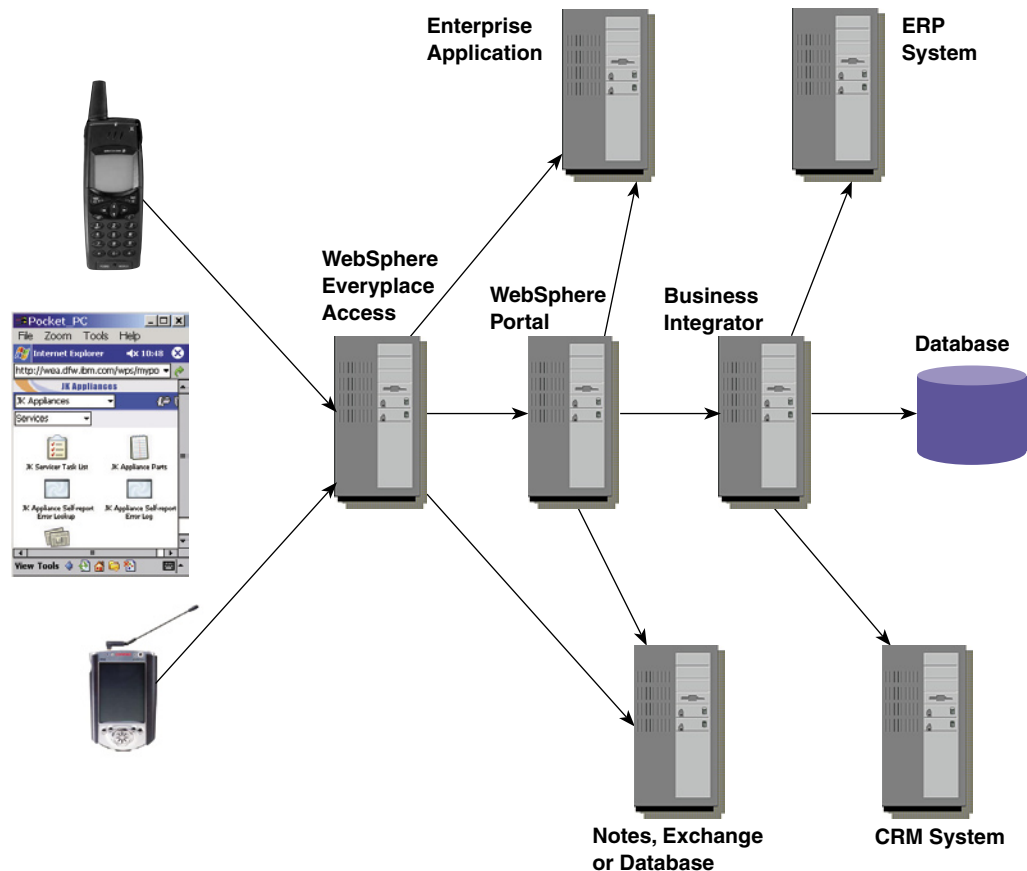 Enterprise
Application
ERP
System
WebSphere
Everyplace
Access
WebSphere
Portal
Business
Integrator
Database
Pocket_PC
File Zoom Tools Help
Internet Explorer 10:48
http://wea.dfw.ibm.com/wps/mypo
JK Appliances
JK Appliances
Services
JK Servicer Task List
JK Appliance Parts
JK Appliance Self-report
Error Lookup
JK Appliance Self-report
Error Log
View Tools
Notes, Exchange
or Database
CRM System